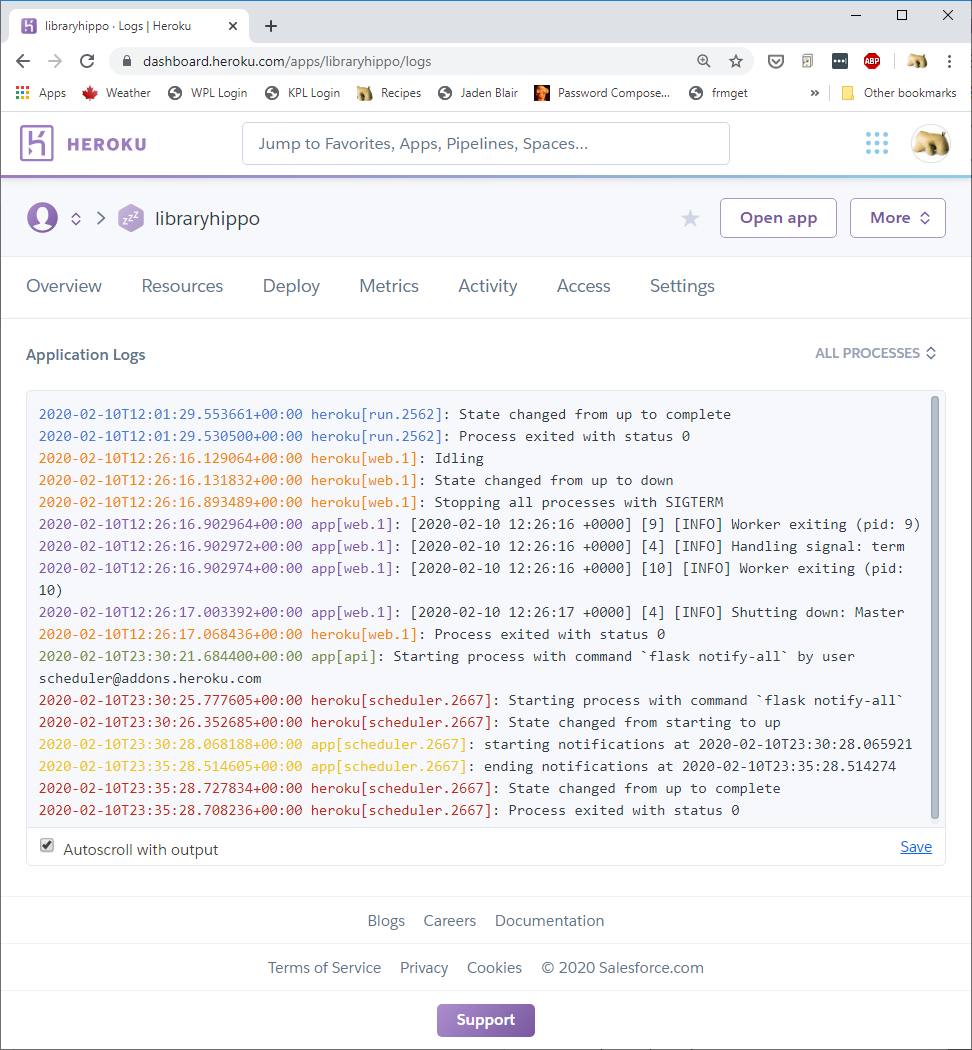 libraryhippo · Logs | Heroku
dashboard.heroku.com/apps/libraryhippo/logs
ABP
Apps Weather WPL Login KPL Login Recipes Jaden Blair Password Compose... frmget » Other bookmarks
HEROKU
Jump to Favorites, Apps, Pipelines, Spaces...
zzz
libraryhippo
Open app
More
Overview Resources Deploy Metrics Activity Access Settings
Application Logs
ALL PROCESSES
2020-02-10T12:01:29.553661+00:00 heroku[run.2562]: State changed from up to complete
2020-02-10T12:01:29.530500+00:00 heroku[run.2562]: Process exited with status 0
2020-02-10T12:26:16.129064+00:00 heroku[web.1]: Idling
2020-02-10T12:26:16.131832+00:00 heroku[web.1]: State changed from up to down
2020-02-10T12:26:16.893489+00:00 heroku[web.1]: Stopping all processes with SIGTERM
2020-02-10T12:26:16.902964+00:00 app[web.1]: [2020-02-10 12:26:16 +0000] [9] [INFO] Worker exiting (pid: 9)
2020-02-10T12:26:16.902972+00:00 app[web.1]: [2020-02-10 12:26:16 +0000] [4] [INFO] Handling signal: term
2020-02-10T12:26:16.902974+00:00 app[web.1]: [2020-02-10 12:26:16 +0000] [10] [INFO] Worker exiting (pid:
10)
2020-02-10T12:26:17.003392+00:00 app[web.1]: [2020-02-10 12:26:17 +0000] [4] [INFO] Shutting down: Master
2020-02-10T12:26:17.068436+00:00 heroku[web.1]: Process exited with status 0
2020-02-10T23:30:21.684400+00:00 app[api]: Starting process with command `flask notify-all` by user
scheduler@addons.heroku.com
2020-02-10T23:30:25.777605+00:00 heroku[scheduler.2667]: Starting process with command `flask notify-all`
2020-02-10T23:30:26.352685+00:00 heroku[scheduler.2667]: State changed from starting to up
2020-02-10T23:30:28.068188+00:00 app[scheduler.2667]: starting notifications at 2020-02-10T23:30:28.065921
2020-02-10T23:35:28.514605+00:00 app[scheduler.2667]: ending notifications at 2020-02-10T23:35:28.514274
2020-02-10T23:35:28.727834+00:00 heroku[scheduler.2667]: State changed from up to complete
2020-02-10T23:35:28.708236+00:00 heroku[scheduler.2667]: Process exited with status 0
Autoscroll with output
Save
Blogs Careers Documentation
Terms of Service Privacy Cookies © 2020 Salesforce.com
Support